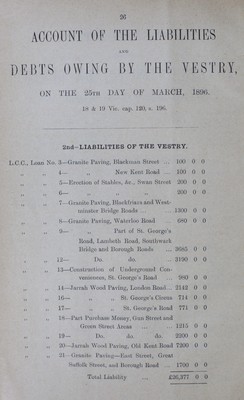 26
ACCOUNT OF THE LIABILITIES
AND
DEBTS OWING BY THE VESTRY,
ON THE 25TH DAY OF MARCH, 1896.
18 & 19 Vic. cap. 120, s. 196.
2nd—LIABILITIES OF THE VESTRY.
L.C.C., Loan No. 3—Granite Paving, Blackman Street ... 100 0 0
„ „ 4— „ New Kent Road ... 100 0 0
„ „ 5—Erection of Stables, &c., Swan Street 200 0 0
„ „ 6— „ „ 0 0
„ „ 7—Granite Paving, Blackfriars and West-
minster Bridge Roads ... 1300 0 0
„ „ 8—Granite Paving, Waterloo Road ... 680 0 0
„ „ 9— „ Part of St. George's
Road, Lambeth Road, Southwark
Bridge and Borough Roads ... 3685 0 0
„ „ 12— Do. do. ... 3190 0 0
„ „ 13—Construction of Underground Con-
veniences, St. George's Road ... 980 0 0
„ „ 14—Jarrah Wood Paving, London Road... 2142 0 0
„ „ 16— „ „ St. George's Circus 714 0 0
„ „ 17— „ „ St. George's Road 771 0 0
„ „ 18—Part Purchase Money, Gun Street and
Green Street Areas ... 1215 0 0
„ „ 19— Do. do. 2200 0 0
„ „ 20—Jarrah Wood Paving, Old Kent Road 7200 0 0
„ „ 21—Granite Paving—East Street, Great
Suffolk Street, and Borough Road ... 1700 0 0
Total Liability ... £26,377 0 0